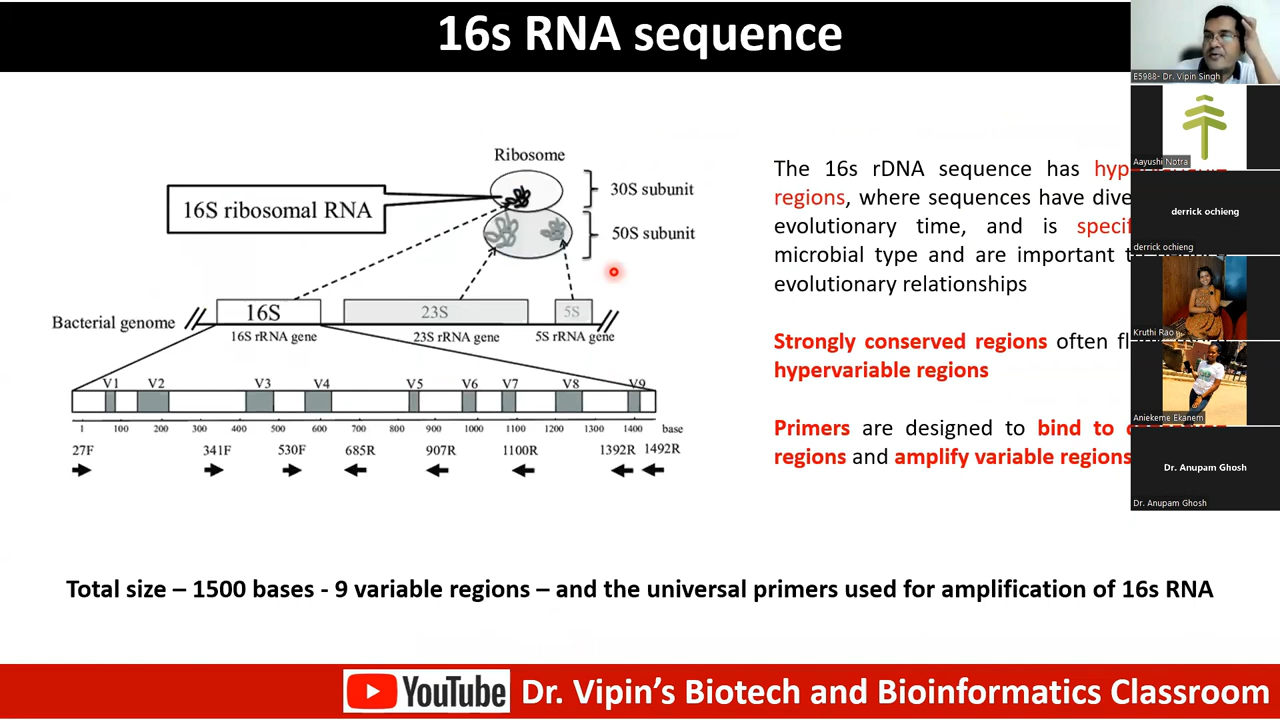 16s RNA sequence
E5988- Dr. Vipin Singh
Aayushi Notra
derrick ochieng
derrick ochieng
Kruthi Rao
Aniekeme Ekanem
Dr. Anupam Ghosh
Dr. Anupam Ghosh
Ribosome
16S ribosomal RNA
30S subunit
50S subunit
Bacterial genome
16S
23S
5S
16S rRNA gene
23S rRNA gene
5S rRNA gene
V1 V2 V3 V4 V5 V6 V7 V8 V9
1 100 200 300 400 500 600 700 800 900 1000 1100 1200 1300 1400 base
27F 341F 530F 685R 907R 1100R 1392R 1492R
The 16s rDNA sequence has
regions, where sequences have
evolutionary time, and is
microbial type and are important
evolutionary relationships
Strongly conserved regions often
hypervariable regions
Primers are designed to bind to
regions and amplify variable regions
Total size – 1500 bases - 9 variable regions – and the universal primers used for amplification of 16s RNA
YouTube Dr. Vipin's Biotech and Bioinformatics Classroom